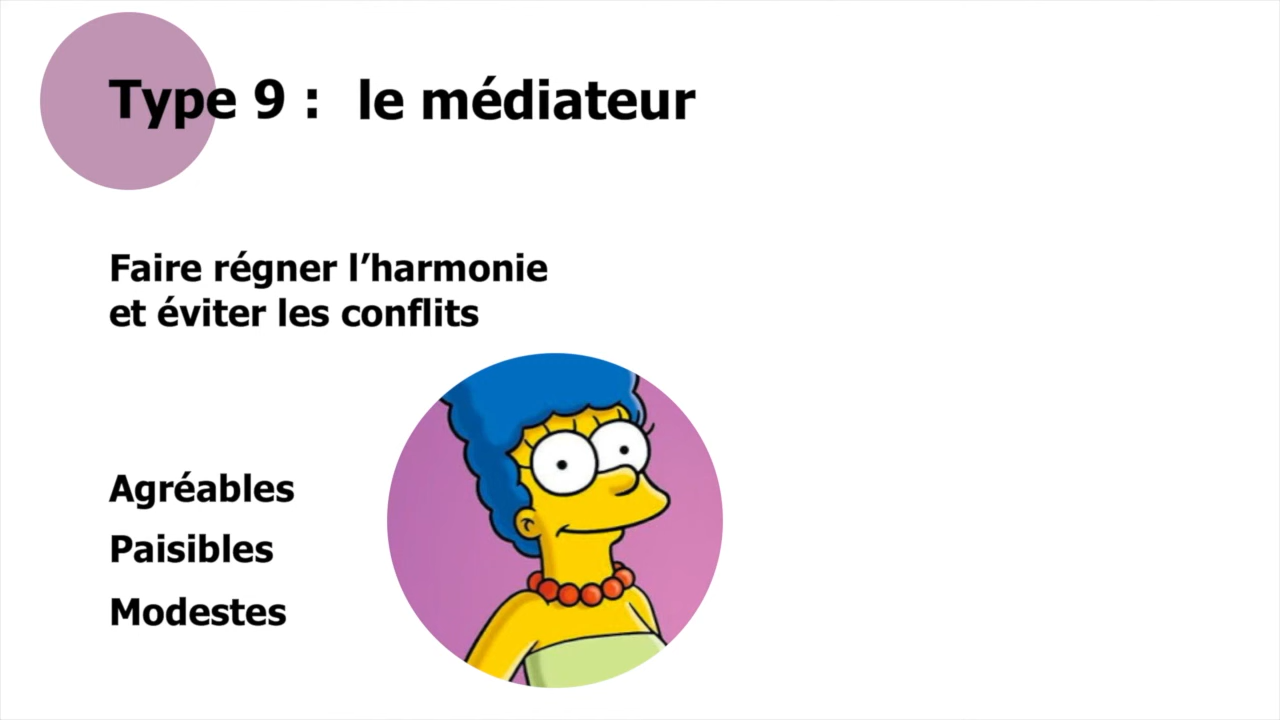 Type 9 : le médiateur
Faire régner l’harmonie
et éviter les conflits
Agréables
Paisibles
Modestes